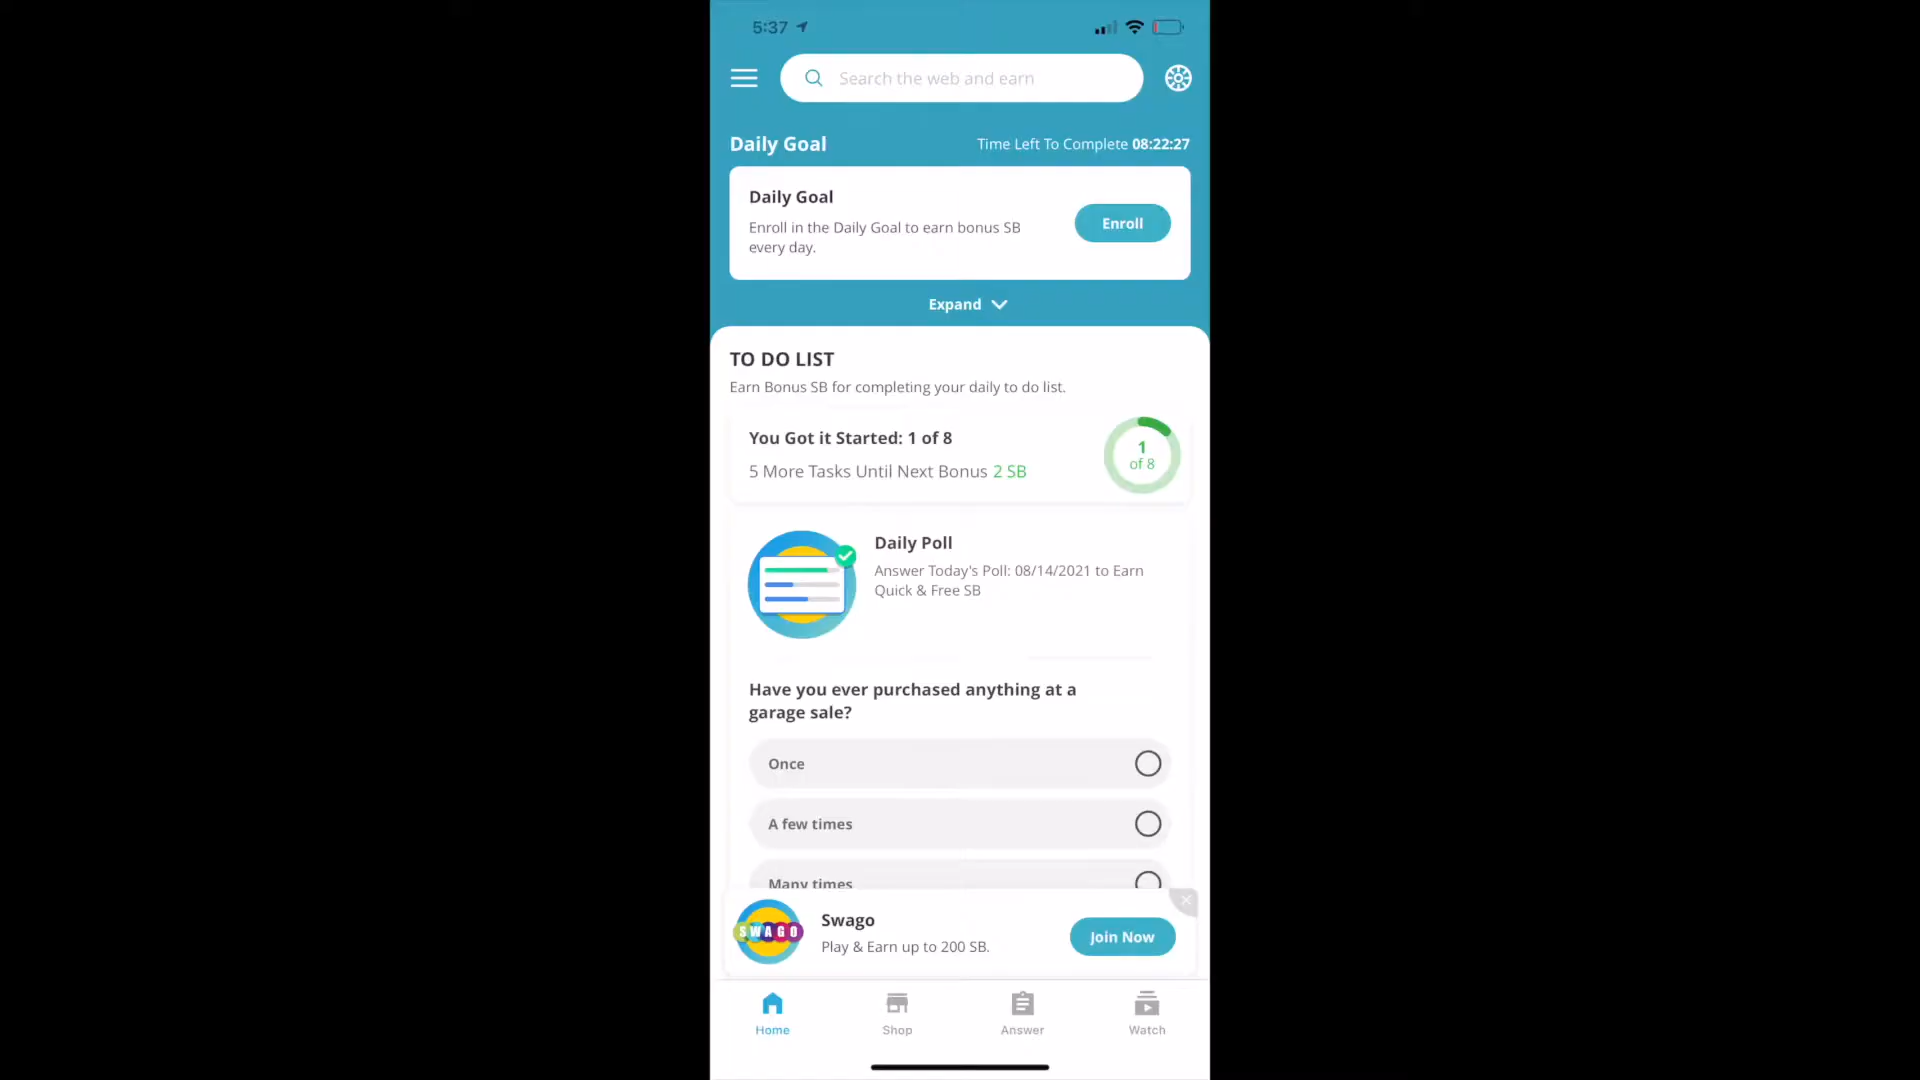 5:37
Search the web and earn
Daily Goal
Time Left To Complete 08:22:27
Daily Goal
Enroll in the Daily Goal to earn bonus SB
every day.
Enroll
Expand
TO DO LIST
Earn Bonus SB for completing your daily to do list.
You Got it Started: 1 of 8
5 More Tasks Until Next Bonus 2 SB
1
of 8
Daily Poll
Answer Today's Poll: 08/14/2021 to Earn
Quick & Free SB
Have you ever purchased anything at a
garage sale?
Once
A few times
Many times
SWAGO
Swago
Play & Earn up to 200 SB.
Join Now
Home
Shop
Answer
Watch